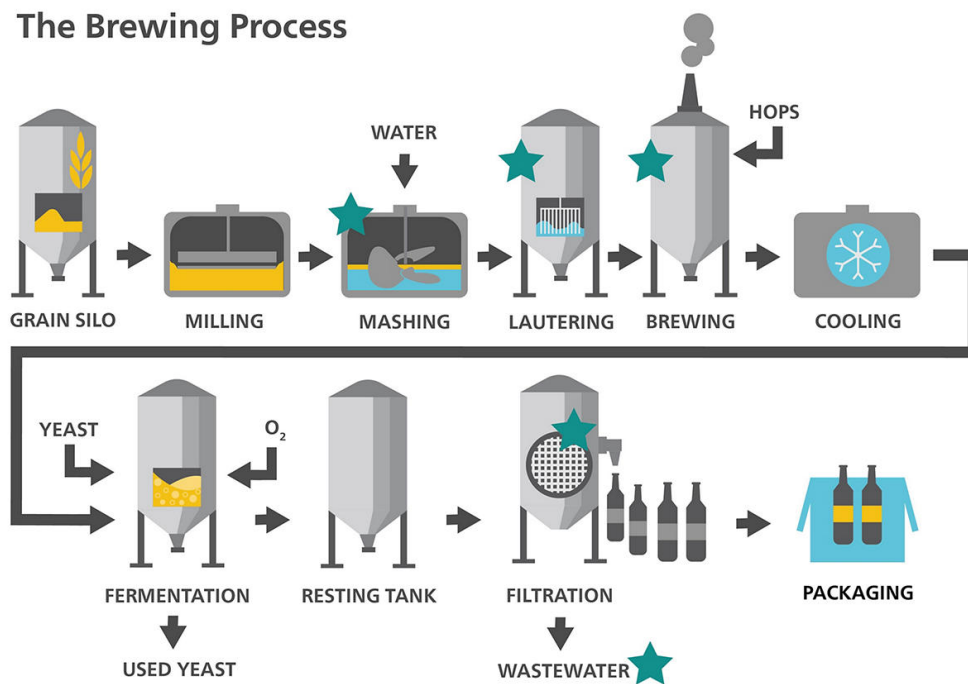 The Brewing Process
WATER
HOPS
GRAIN SILO
MILLING
MASHING
LAUTERING
BREWING
COOLING
YEAST
O₂
FERMENTATION
RESTING TANK
FILTRATION
PACKAGING
USED YEAST
WASTEWATER